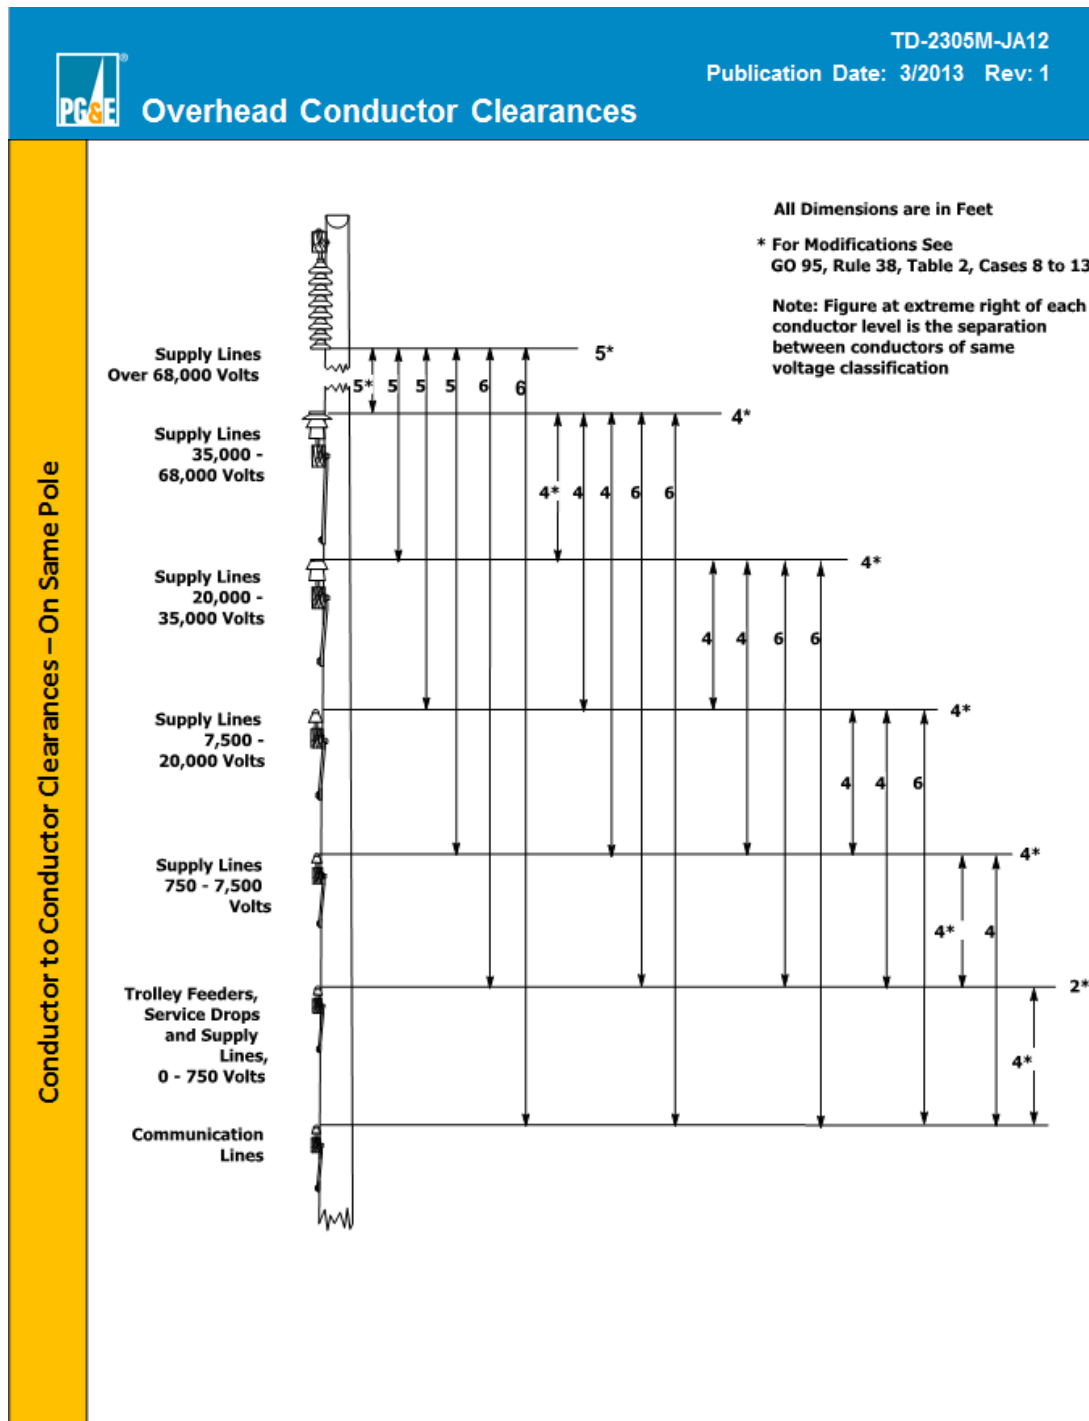 TD-2305M-JA12
Publication Date: 3/2013 Rev: 1
PG&E
®
Overhead Conductor Clearances
Conductor to Conductor Clearances – On Same Pole
All Dimensions are in Feet
* For Modifications See
GO 95, Rule 38, Table 2, Cases 8 to 13
Note: Figure at extreme right of each
conductor level is the separation
between conductors of same
voltage classification
Supply Lines
Over 68,000 Volts
5*
5* 5 5 5 6 6
4*
Supply Lines
35,000 -
68,000 Volts
4* 4 4 6 6
4*
Supply Lines
20,000 -
35,000 Volts
4 4 6 6
4*
Supply Lines
7,500 -
20,000 Volts
4 4 6
4*
Supply Lines
750 - 7,500
Volts
4* 4
2*
Trolley Feeders,
Service Drops
and Supply
Lines,
0 - 750 Volts
4*
Communication
Lines